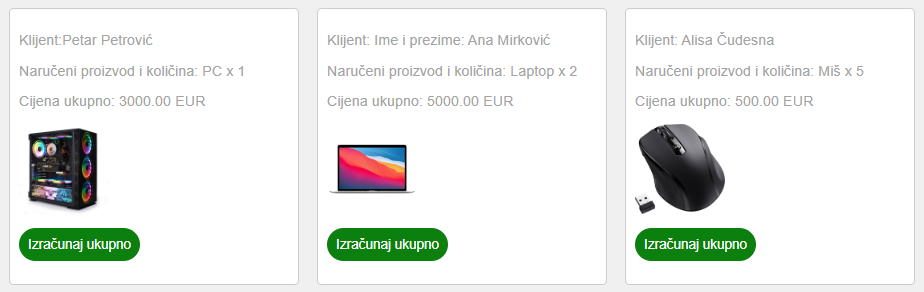 Klijent:Petar Petrović
Naručeni proizvod i količina: PC x 1
Cijena ukupno: 3000.00 EUR
Izračunaj ukupno
Klijent: Ime i prezime: Ana Mirković
Naručeni proizvod i količina: Laptop x 2
Cijena ukupno: 5000.00 EUR
Izračunaj ukupno
Klijent: Alisa Čudesna
Naručeni proizvod i količina: Miš x 5
Cijena ukupno: 500.00 EUR
Izračunaj ukupno